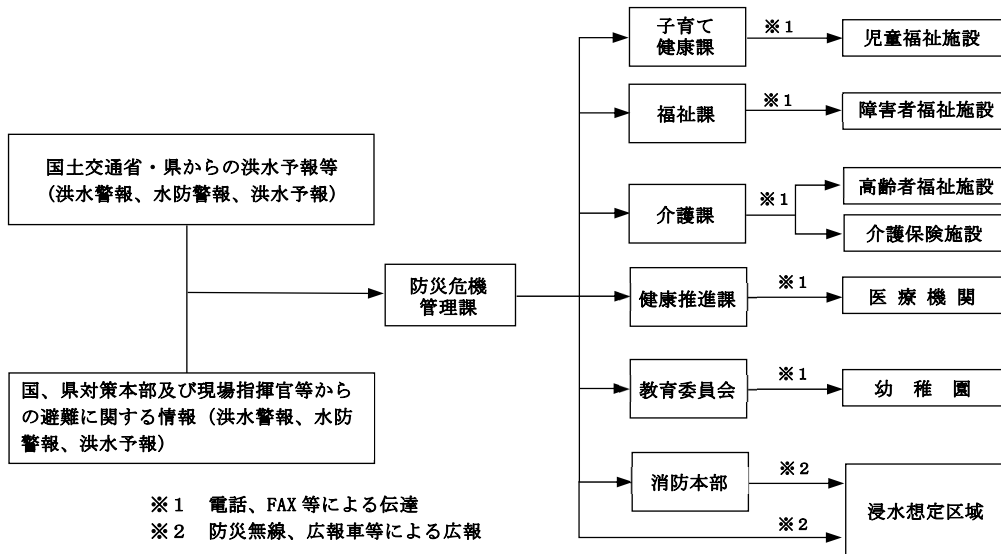 子育て
健康課
※1
児童福祉施設
福祉課
※1
障害者福祉施設
国土交通省・県からの洪水予報等
(洪水警報、水防警報、洪水予報)
介護課
※1
高齢者福祉施設
介護保険施設
防災危機
管理課
健康推進課
※1
医療機関
国、県対策本部及び現場指揮官等から
の避難に関する情報(洪水警報、水防
警報、洪水予報)
教育委員会
※1
幼稚園
消防本部
※2
※2
浸水想定区域
※1 電話、FAX等による伝達
※2 防災無線、広報車等による広報